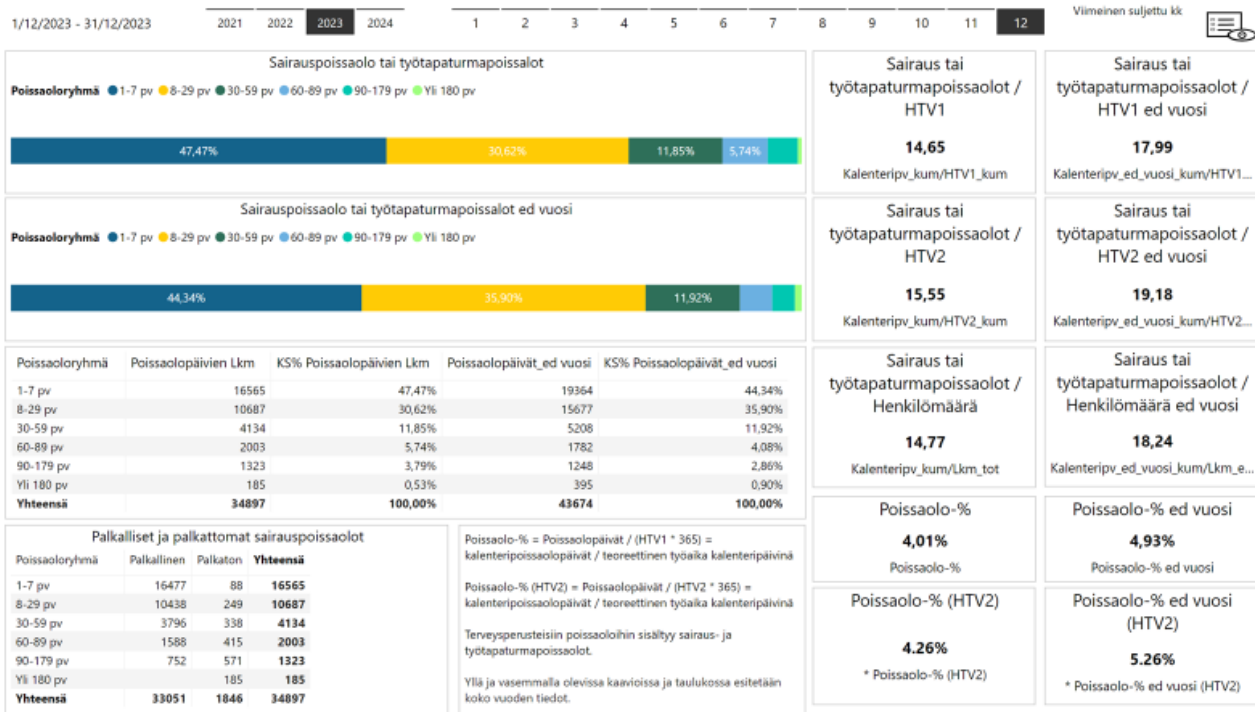 1/12/2023 - 31/12/2023
2021 2022 2023 2024
1 2 3 4 5 6 7 8 9 10 11 12
Viimeinen suljettu kk
Sairauspoissaolo tai työtapaturmapoissalot
Poissaoloryhmä 1-7 pv 8-29 pv 30-59 pv 60-89 pv 90-179 pv Yli 180 pv
47,47% 30,62% 11,85% 5,74%
Sairauspoissaolo tai työtapaturmapoissalot ed vuosi
Poissaoloryhmä 1-7 pv 8-29 pv 30-59 pv 60-89 pv 90-179 pv Yli 180 pv
44,34% 35,90% 11,92%
Poissaoloryhmä Poissaolopäivien Lkm KS% Poissaolopäivien Lkm Poissaolopäivät_ed vuosi KS% Poissaolopäivät_ed vuosi
1-7 pv 16565 47,47% 19364 44,34%
8-29 pv 10687 30,62% 15677 35,90%
30-59 pv 4134 11,85% 5208 11,92%
60-89 pv 2003 5,74% 1782 4,08%
90-179 pv 1323 3,79% 1248 2,86%
Yli 180 pv 185 0,53% 395 0,90%
Yhteensä 34897 100,00% 43674 100,00%
Palkalliset ja palkattomat sairauspoissaolot
Poissaoloryhmä Palkallinen Palkaton Yhteensä
1-7 pv 16477 88 16565
8-29 pv 10438 249 10687
30-59 pv 3796 338 4134
60-89 pv 1588 415 2003
90-179 pv 752 571 1323
Yli 180 pv 185 185
Yhteensä 33051 1846 34897
Poissaolo-% = Poissaolopäivät / (HTV1 * 365) =
kalenteripoissaolopäivät / teoreettinen työaika kalenteripäivinä
Poissaolo-% (HTV2) = Poissaolopäivät / (HTV2 * 365) =
kalenteripoissaolopäivät / teoreettinen työaika kalenteripäivinä
Terveysperusteisiin poissaoloihin sisältyy sairaus- ja
työtapaturmapoissaolot.
Yllä ja vasemmalla olevissa kaavioissa ja taulukossa esitetään
koko vuoden tiedot.
Sairaus tai
työtapaturmapoissaolot /
HTV1
14,65
Kalenteripv_kum/HTV1_kum
Sairaus tai
työtapaturmapoissaolot /
HTV1 ed vuosi
17,99
Kalenteripv_ed_vuosi_kum/HTV1...
Sairaus tai
työtapaturmapoissaolot /
HTV2
15,55
Kalenteripv_kum/HTV2_kum
Sairaus tai
työtapaturmapoissaolot /
HTV2 ed vuosi
19,18
Kalenteripv_ed_vuosi_kum/HTV2...
Sairaus tai
työtapaturmapoissaolot /
Henkilömäärä
14,77
Kalenteripv_kum/Lkm_tot
Sairaus tai
työtapaturmapoissaolot /
Henkilömäärä ed vuosi
18,24
Kalenteripv_ed_vuosi_kum/Lkm_e...
Poissaolo-%
4,01%
Poissaolo-%
Poissaolo-% ed vuosi
4,93%
Poissaolo-% ed vuosi
Poissaolo-% (HTV2)
4.26%
* Poissaolo-% (HTV2)
Poissaolo-% ed vuosi
(HTV2)
5.26%
* Poissaolo-% ed vuosi (HTV2)